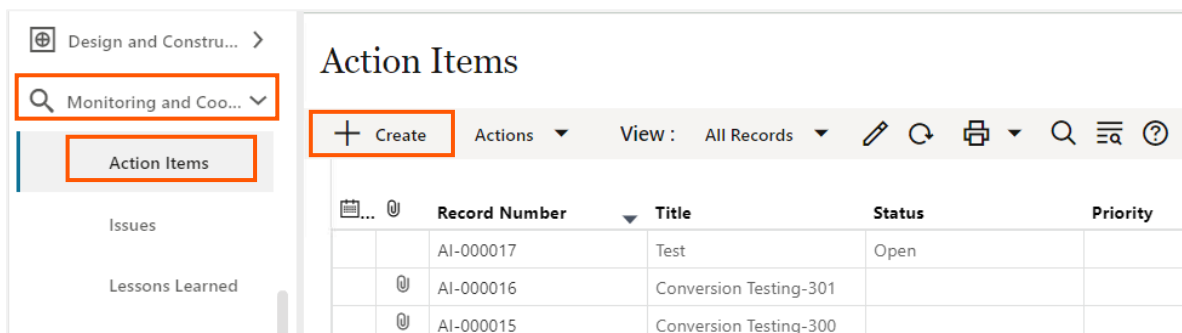 Design and Constru...
Monitoring and Coo...
Action Items
Issues
Lessons Learned
Action Items
Create Actions View : All Records
... Record Number Title Status Priority
AI-000017 Test Open
AI-000016 Conversion Testing-301
AI-000015 Conversion Testing-300